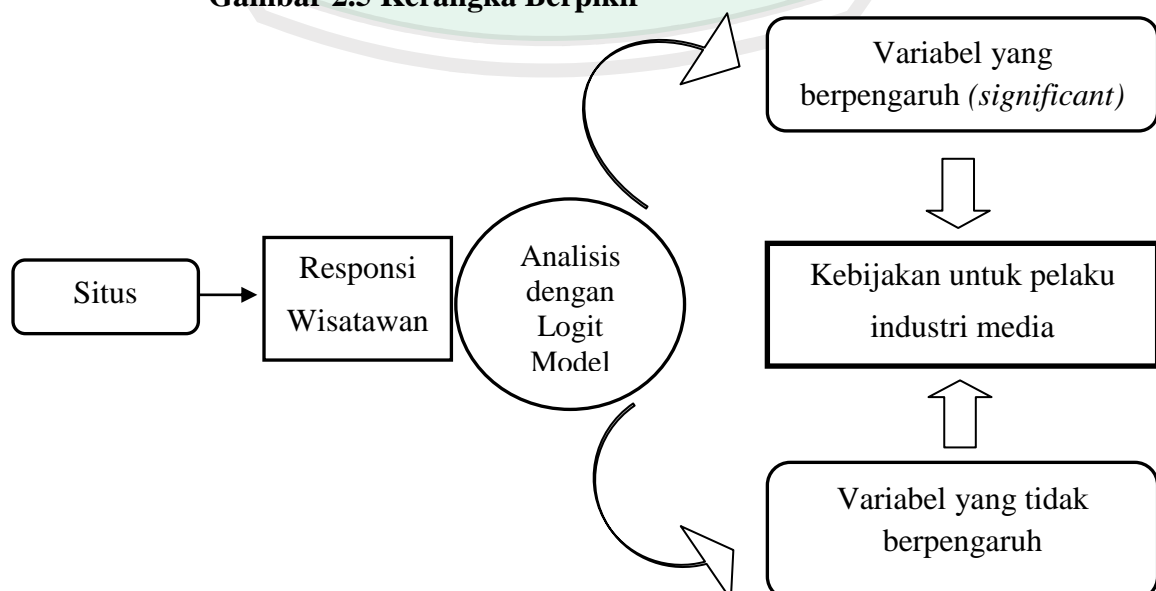 Gambar 2.3 Kerangka Berpikir
Variabel yang
berpengaruh (significant)
Situs
Responsi
Wisatawan
Analisis
dengan
Logit
Model
Kebijakan untuk pelaku
industri media
Variabel yang tidak
berpengaruh